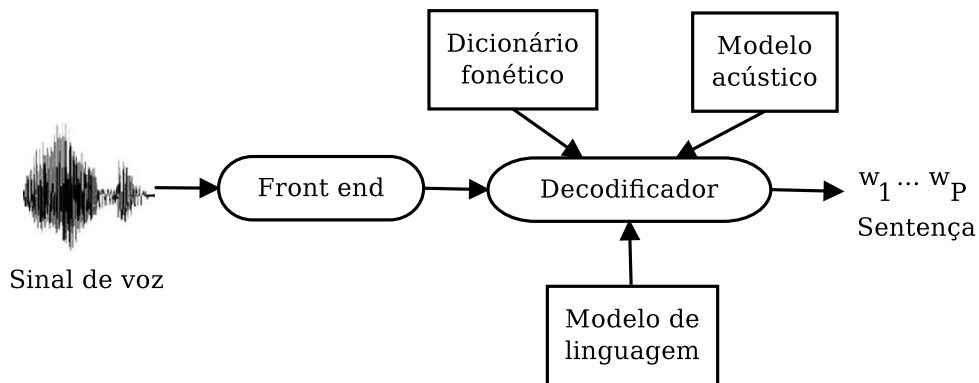 Dicionário
fonético
Modelo
acústico
Front end
Decodificador
w1 ... wP
Sentença
Sinal de voz
Modelo de
linguagem